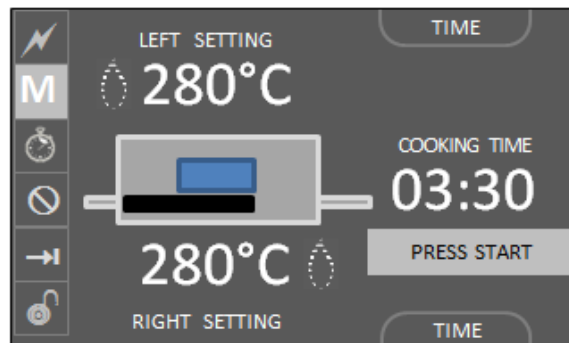 TIME
LEFT SETTING
M
280°C
COOKING TIME
03:30
280°C
PRESS START
RIGHT SETTING
TIME